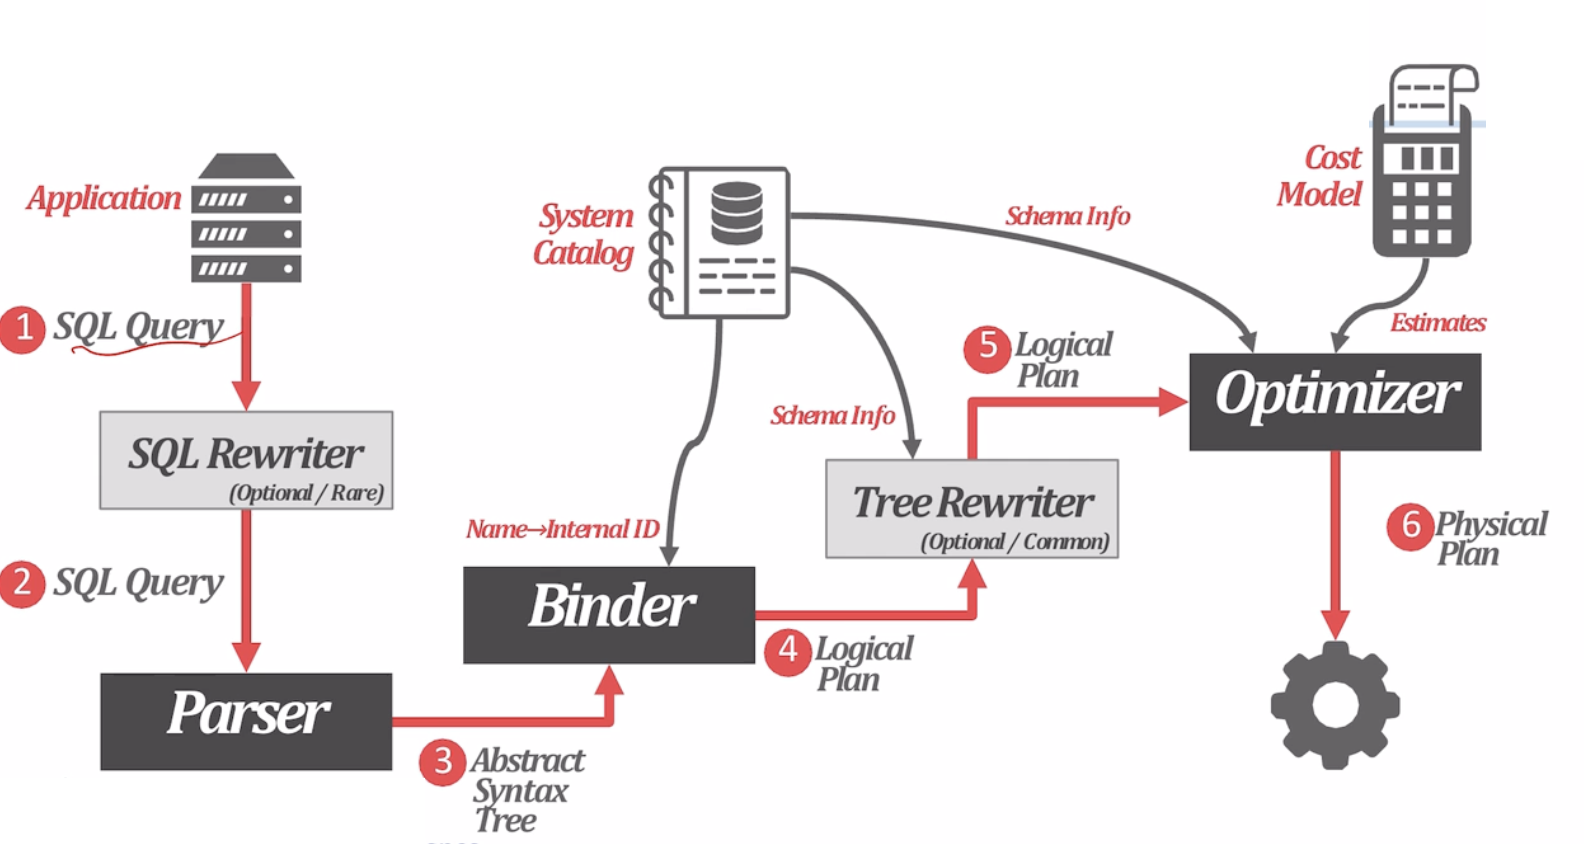 Application
1 SQL Query
SQL Rewriter
(Optional / Rare)
2 SQL Query
Parser
3 Abstract
Syntax
Tree
System
Catalog
Name→Internal ID
Binder
4 Logical
Plan
Schema Info
Tree Rewriter
(Optional / Common)
5 Logical
Plan
Schema Info
Cost
Model
Estimates
Optimizer
6 Physical
Plan